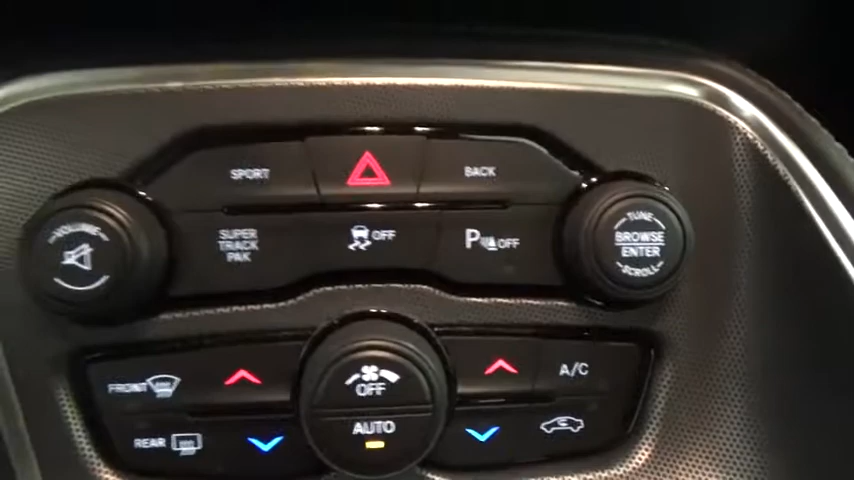 SPORT
BACK
VOLUME
SUPER
TRACK
PAK
OFF
P OFF
TUNE
BROWSE
ENTER
SCROLL
FRONT
OFF
A/C
REAR
AUTO